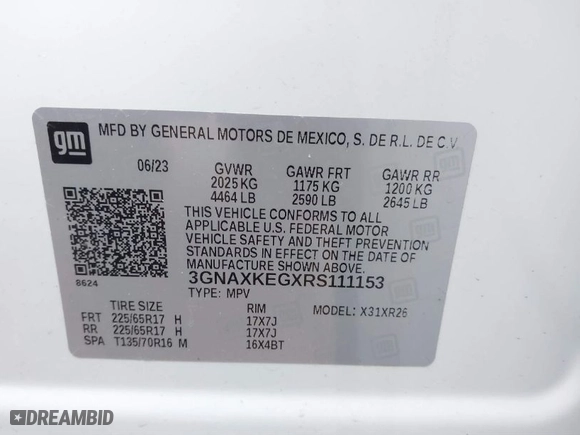 gm
MFD BY GENERAL MOTORS DE MEXICO, S. DE R.L. DE C.V.
06/23 GVWR GAWR FRT GAWR RR
2025 KG 1175 KG 1200 KG
4464 LB 2590 LB 2645 LB
THIS VEHICLE CONFORMS TO ALL
APPLICABLE U.S. FEDERAL MOTOR
VEHICLE SAFETY AND THEFT PREVENTION
STANDARDS IN EFFECT ON THE DATE
OF MANUFACTURE SHOWN ABOVE.
8624 3GNAXKEGXRS111153
TYPE: MPV MODEL: X31XR26
TIRE SIZE RIM
FRT 225/65R17 H 17X7J
RR 225/65R17 H 17X7J
SPA T135/70R16 M 16X4BT
DREAMBID